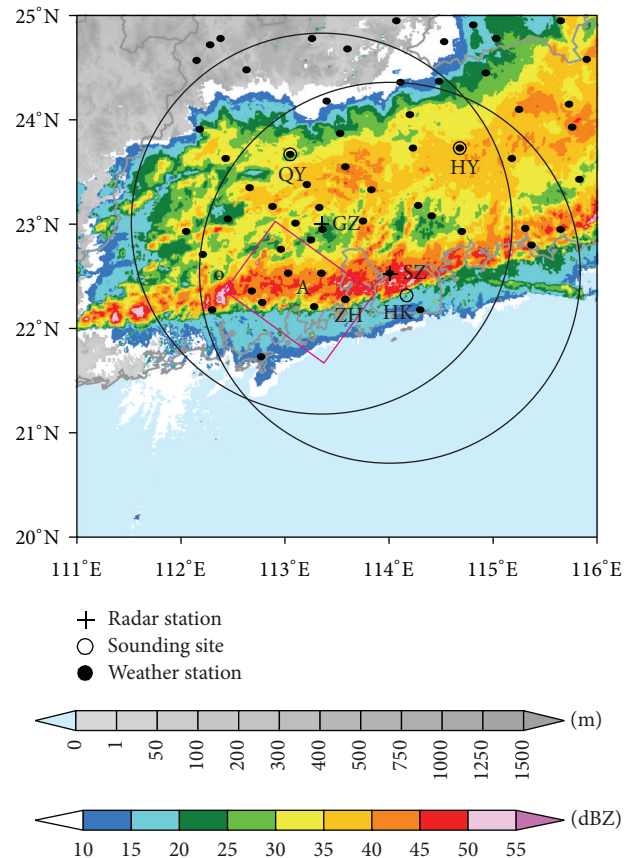 25°N
24°N
23°N
22°N
21°N
20°N
QY
HY
GZ
o
A
SZ
ZH
HK
111°E 112°E 113°E 114°E 115°E 116°E
Radar station
Sounding site
Weather station
0 1 50 100 200 300 400 500 750 1000 1250 1500 (m)
10 15 20 25 30 35 40 45 50 55 (dBZ)